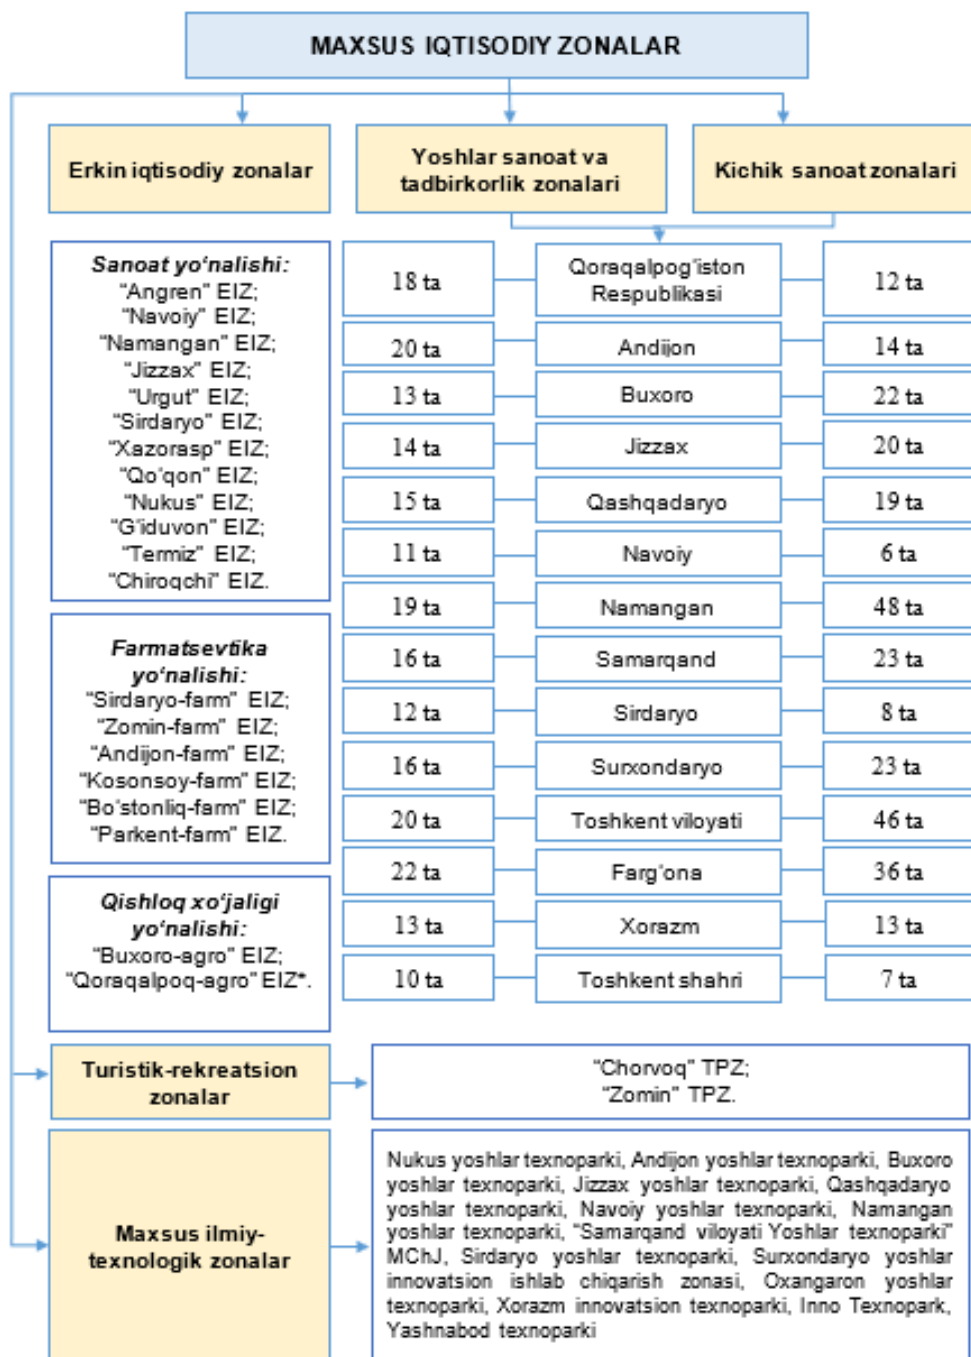 MAXSUS IQTISODIY ZONALAR
Erkin iqtisodiy zonalar
Yoshlar sanoat va
tadbirkorlik zonalari
Kichik sanoat zonalari
Sanoat yo‘nalishi:
“Angren” EIZ;
“Navoiy” EIZ;
“Namangan” EIZ;
“Jizzax” EIZ;
“Urgut” EIZ;
“Sirdaryo” EIZ;
“Xazorasp” EIZ;
“Qo‘qon” EIZ;
“Nukus” EIZ;
“G‘iduvon” EIZ;
“Termiz” EIZ;
“Chiroqchi” EIZ.
Farmatsevtika
yo‘nalishi:
“Sirdaryo-farm” EIZ;
“Zomin-farm” EIZ;
“Andijon-farm” EIZ;
“Kosonsoy-farm” EIZ;
“Bo‘stonliq-farm” EIZ;
“Parkent-farm” EIZ.
Qishloq xo‘jaligi
yo‘nalishi:
“Buxoro-agro” EIZ;
“Qoraqalpoq-agro” EIZ*.
18 ta
Qoraqalpog‘iston
Respublikasi
12 ta
20 ta
Andijon
14 ta
13 ta
Buxoro
22 ta
14 ta
Jizzax
20 ta
15 ta
Qashqadaryo
19 ta
11 ta
Navoiy
6 ta
19 ta
Namangan
48 ta
16 ta
Samarqand
23 ta
12 ta
Sirdaryo
8 ta
16 ta
Surxondaryo
23 ta
20 ta
Toshkent viloyati
46 ta
22 ta
Farg‘ona
36 ta
13 ta
Xorazm
13 ta
10 ta
Toshkent shahri
7 ta
Turistik-rekreatsion
zonalar
“Chorvoq” TPZ;
“Zomin” TPZ.
Maxsus ilmiy-
texnologik zonalar
Nukus yoshlar texnoparki, Andijon yoshlar texnoparki, Buxoro
yoshlar texnoparki, Jizzax yoshlar texnoparki, Qashqadaryo
yoshlar texnoparki, Navoiy yoshlar texnoparki, Namangan
yoshlar texnoparki, “Samarqand viloyati Yoshlar texnoparki”
MChJ, Sirdaryo yoshlar texnoparki, Surxondaryo yoshlar
innovatsion ishlab chiqarish zonasi, Oxangaron yoshlar
texnoparki, Xorazm innovatsion texnoparki, Inno Texnopark,
Yashnabod texnoparki